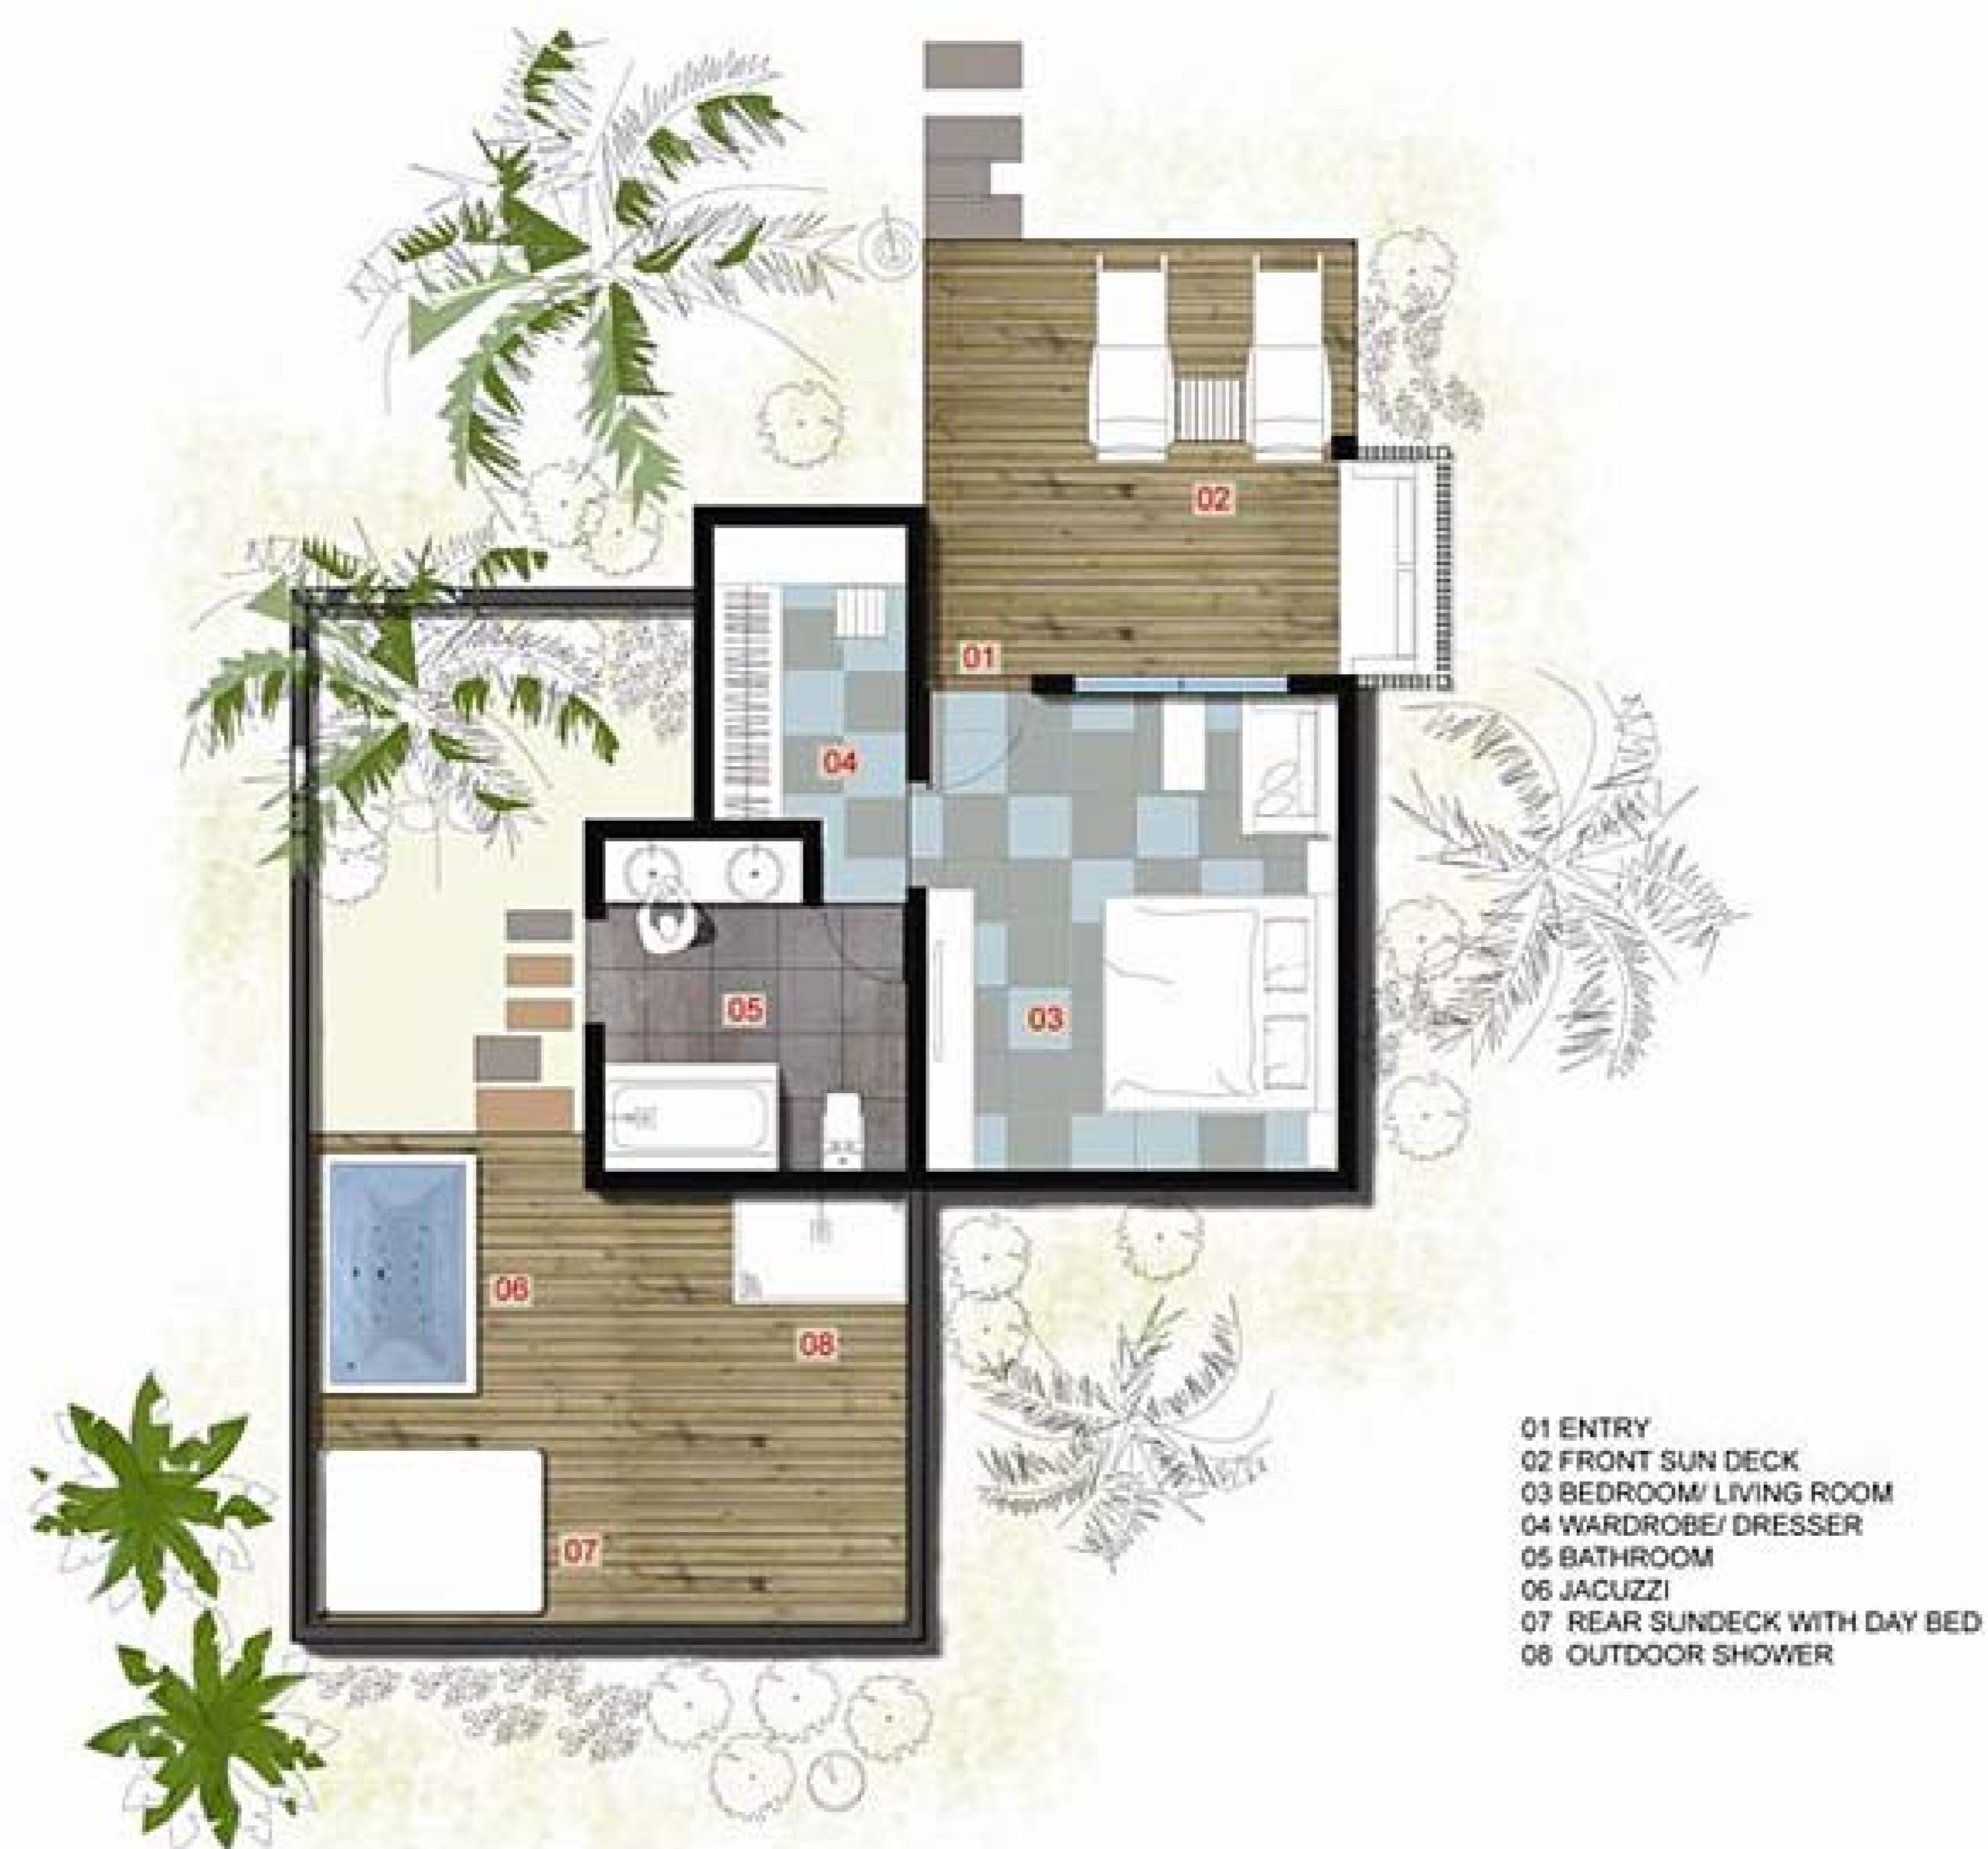 02
01
04
03
05
06
08
07
01 ENTRY
02 FRONT SUN DECK
03 BEDROOM/ LIVING ROOM
04 WARDROBE/ DRESSER
05 BATHROOM
06 JACUZZI
07 REAR SUNDECK WITH DAY BED
08 OUTDOOR SHOWER